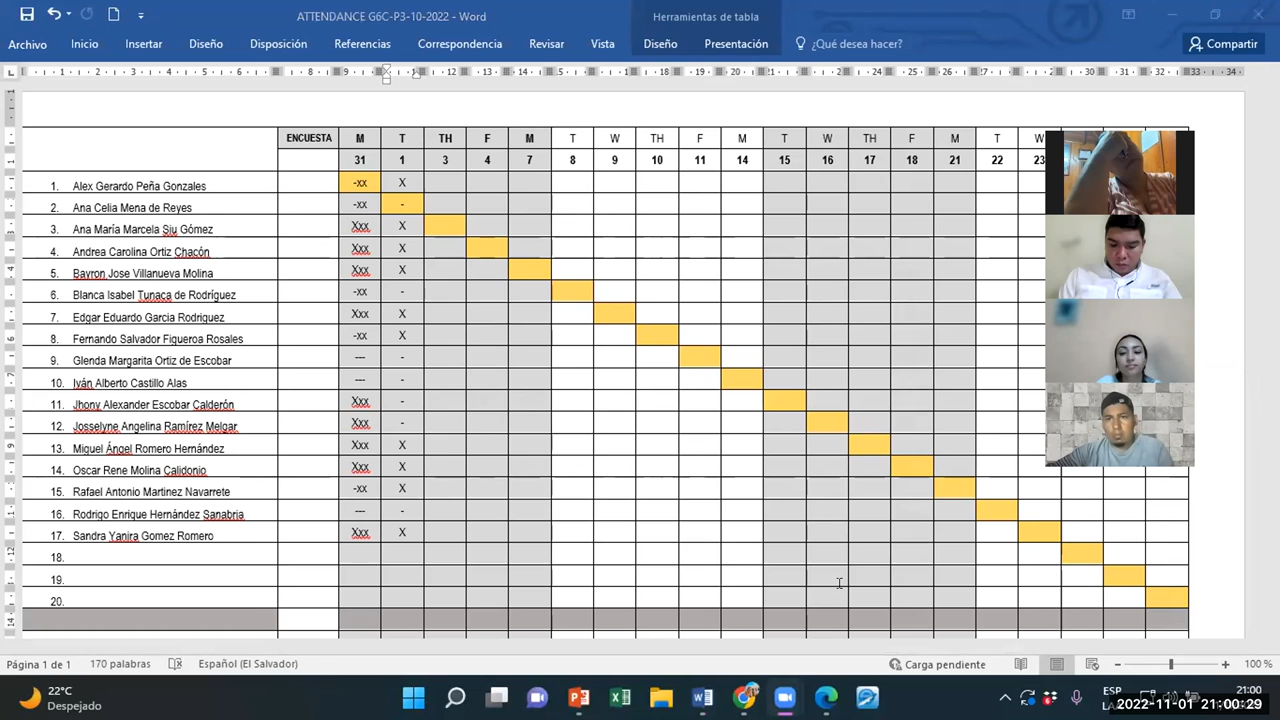 ATTENDANCE G6C-P3-10-2022 - Word
Herramientas de tabla
Archivo Inicio Insertar Diseño Disposición Referencias Correspondencia Revisar Vista Diseño Presentación ¿Qué desea hacer? Compartir
ENCUESTA M T TH F M T W TH F M T W TH F M T W
31 1 3 4 7 8 9 10 11 14 15 16 17 18 21 22 23
1. Alex Gerardo Peña Gonzales -xx X
2. Ana Celia Mena de Reyes -xx -
3. Ana María Marcela Siu Gómez Xxx X
4. Andrea Carolina Ortiz Chacón Xxx X
5. Bayron Jose Villanueva Molina Xxx X
6. Blanca Isabel Tunaca de Rodríguez -xx -
7. Edgar Eduardo Garcia Rodriguez Xxx X
8. Fernando Salvador Figueroa Rosales -xx X
9. Glenda Margarita Ortiz de Escobar --- -
10. Iván Alberto Castillo Alas --- -
11. Jhony Alexander Escobar Calderón Xxx -
12. Josselyne Angelina Ramírez Melgar Xxx -
13. Miguel Ángel Romero Hernández Xxx X
14. Oscar Rene Molina Calidonio Xxx X
15. Rafael Antonio Martinez Navarrete -xx X
16. Rodrigo Enrique Hernández Sanabria --- -
17. Sandra Yanira Gomez Romero Xxx X
18.
19.
20.
Página 1 de 1 170 palabras Español (El Salvador) Carga pendiente 100 %
22°C
Despejado
ESP
21:00
2022-11-01 21:00:29